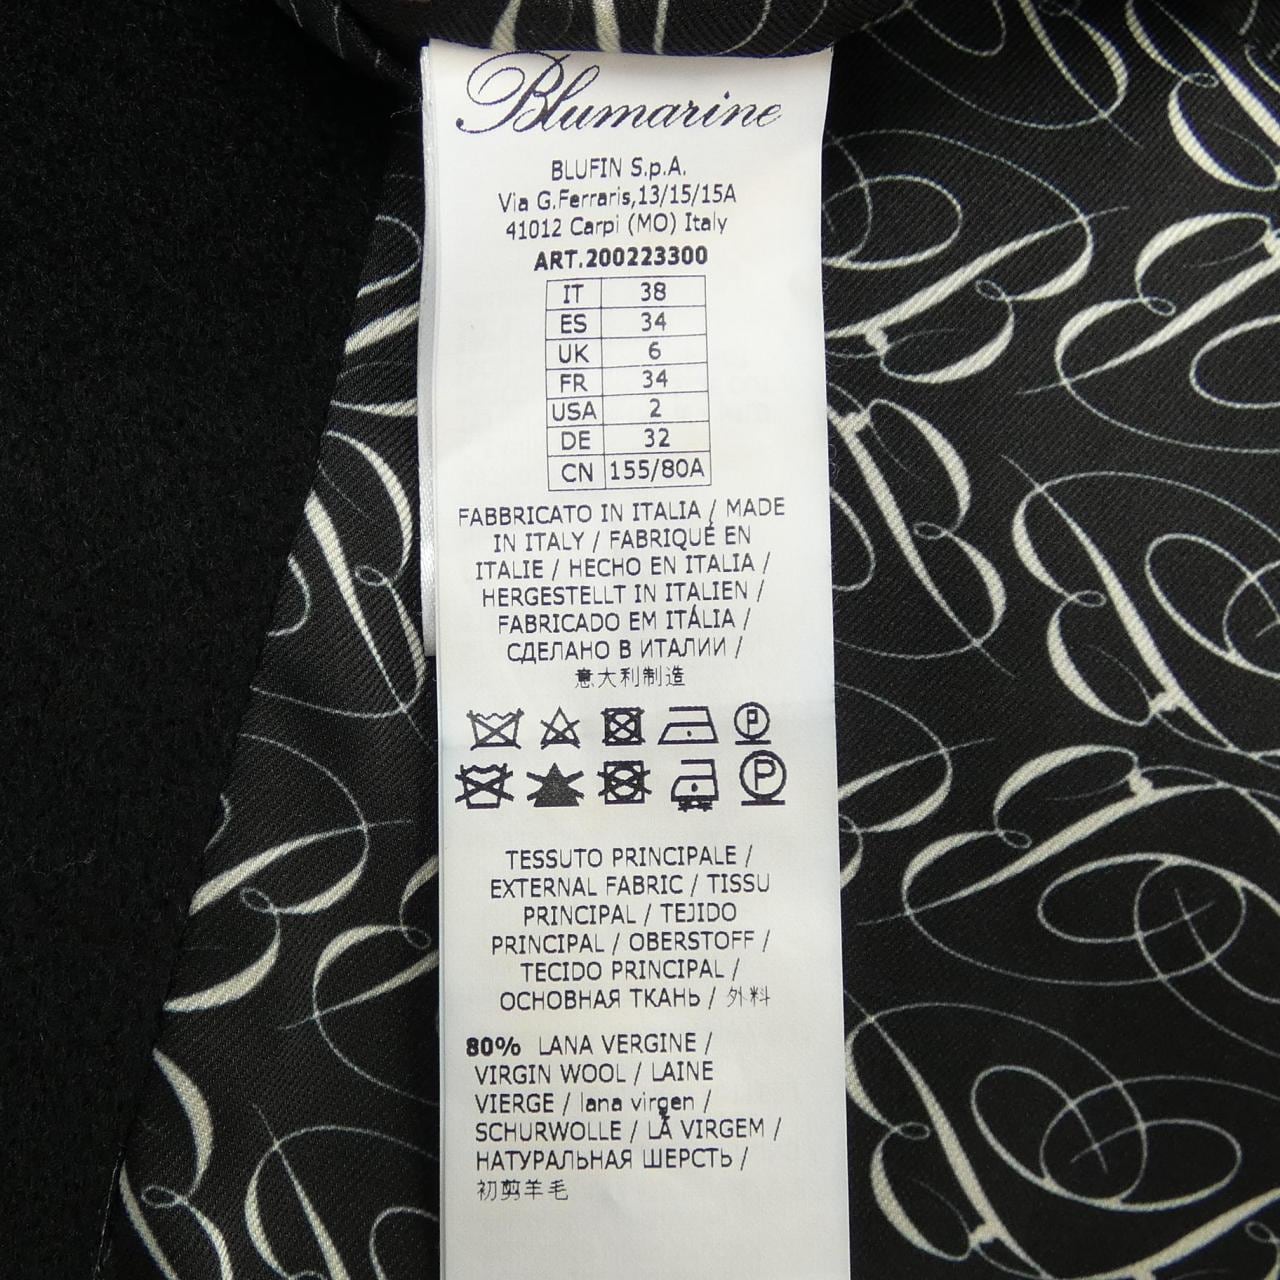 Blumarine
BLUFIN S.p.A.
Via G.Ferraris,13/15/15A
41012 Carpi (MO) Italy
ART.200223300
IT 38
ES 34
UK 6
FR 34
USA 2
DE 32
CN 155/80A
FABBRICATO IN ITALIA / MADE
IN ITALY / FABRIQUÉ EN
ITALIE / HECHO EN ITALIA /
HERGESTELLT IN ITALIEN /
FABRICADO EM ITÁLIA /
СДЕЛАНО В ИТАЛИИ /
意大利制造
P
P
TESSUTO PRINCIPALE /
EXTERNAL FABRIC / TISSU
PRINCIPAL / TEJIDO
PRINCIPAL / OBERSTOFF /
TECIDO PRINCIPAL /
ОСНОВНАЯ ТКАНЬ / 外料
80% LANA VERGINE /
VIRGIN WOOL / LAINE
VIERGE / lana virgen /
SCHURWOLLE / LÃ VIRGEM /
НАТУРАЛЬНАЯ ШЕРСТЬ /
初剪羊毛